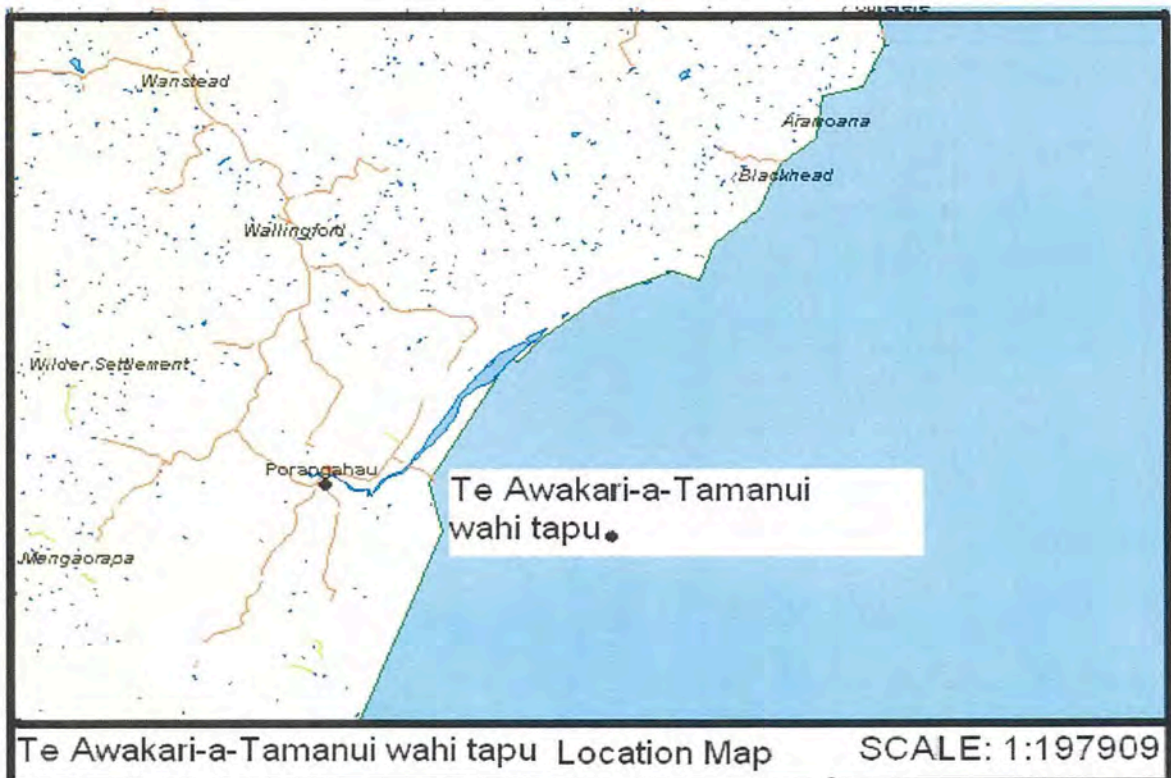 Wanstead
Aramoana
Blackhead
Wallingford
Wilder Settlement
Porangahau
Te Awakari-a-Tamanui
wahi tapu
Mangaorapa
Te Awakari-a-Tamanui wahi tapu Location Map SCALE: 1:197909